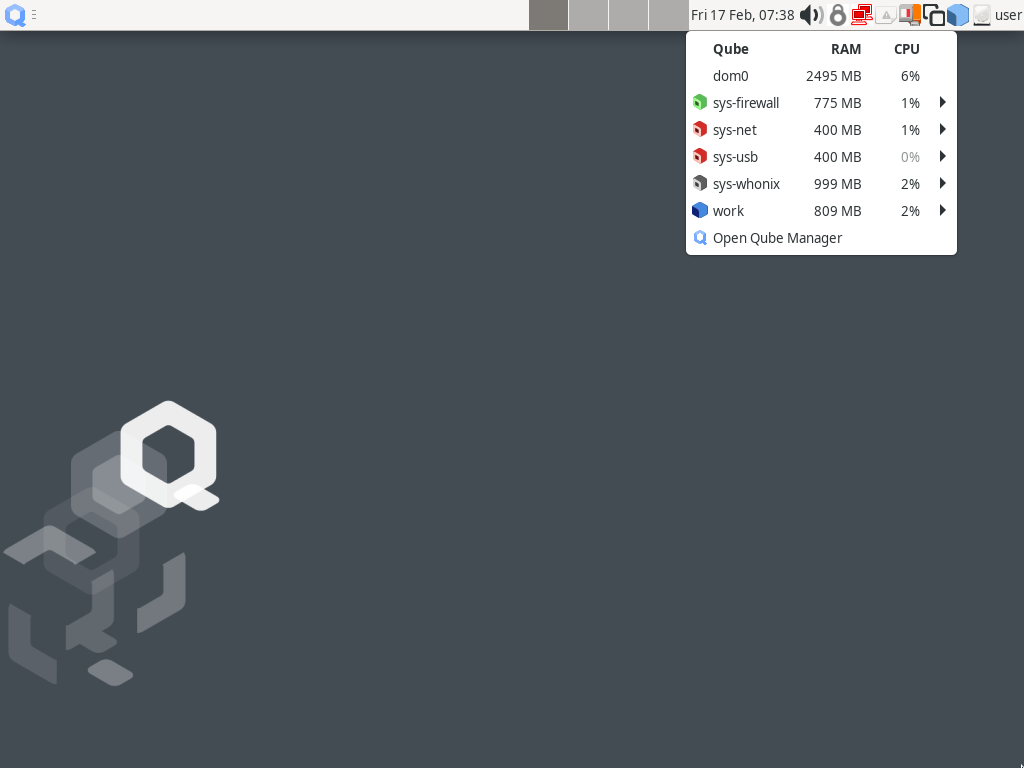 Fri 17 Feb, 07:38 user
Qube RAM CPU
dom0 2495 MB 6%
sys-firewall 775 MB 1%
sys-net 400 MB 1%
sys-usb 400 MB 0%
sys-whonix 999 MB 2%
work 809 MB 2%
Open Qube Manager